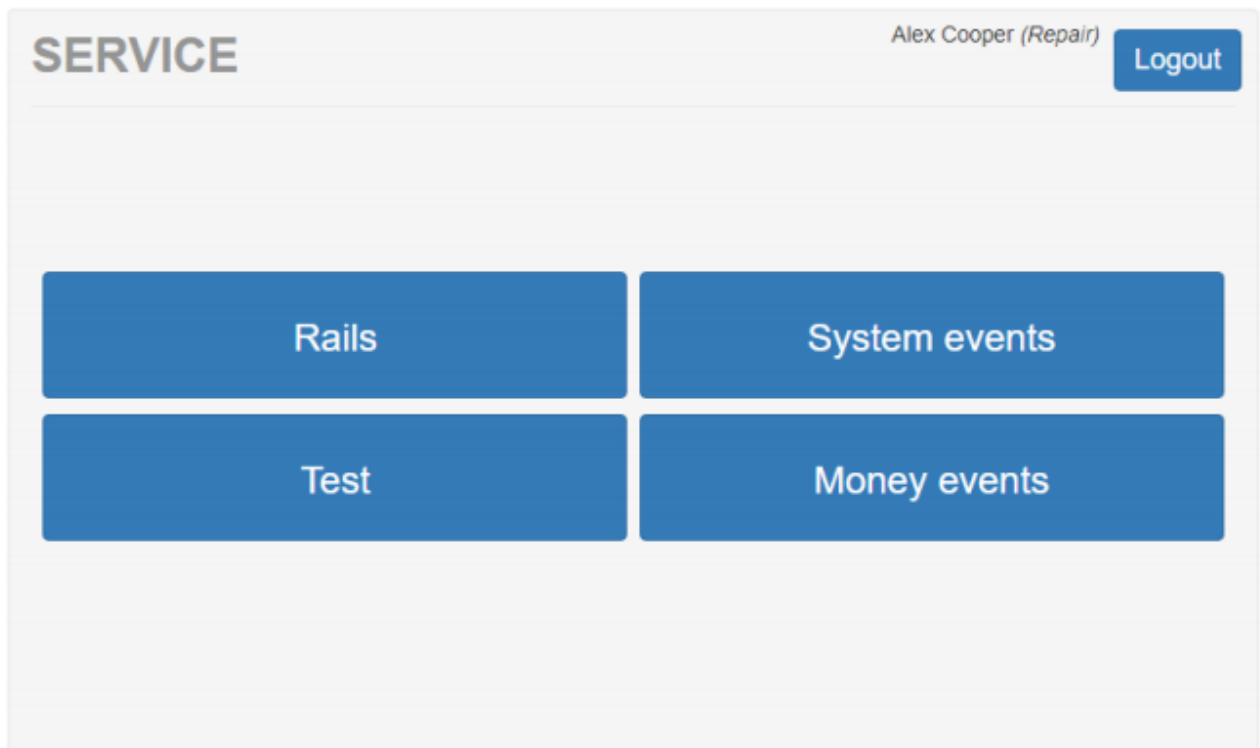 SERVICE
Alex Cooper (Repair)
Logout
Rails
System events
Test
Money events